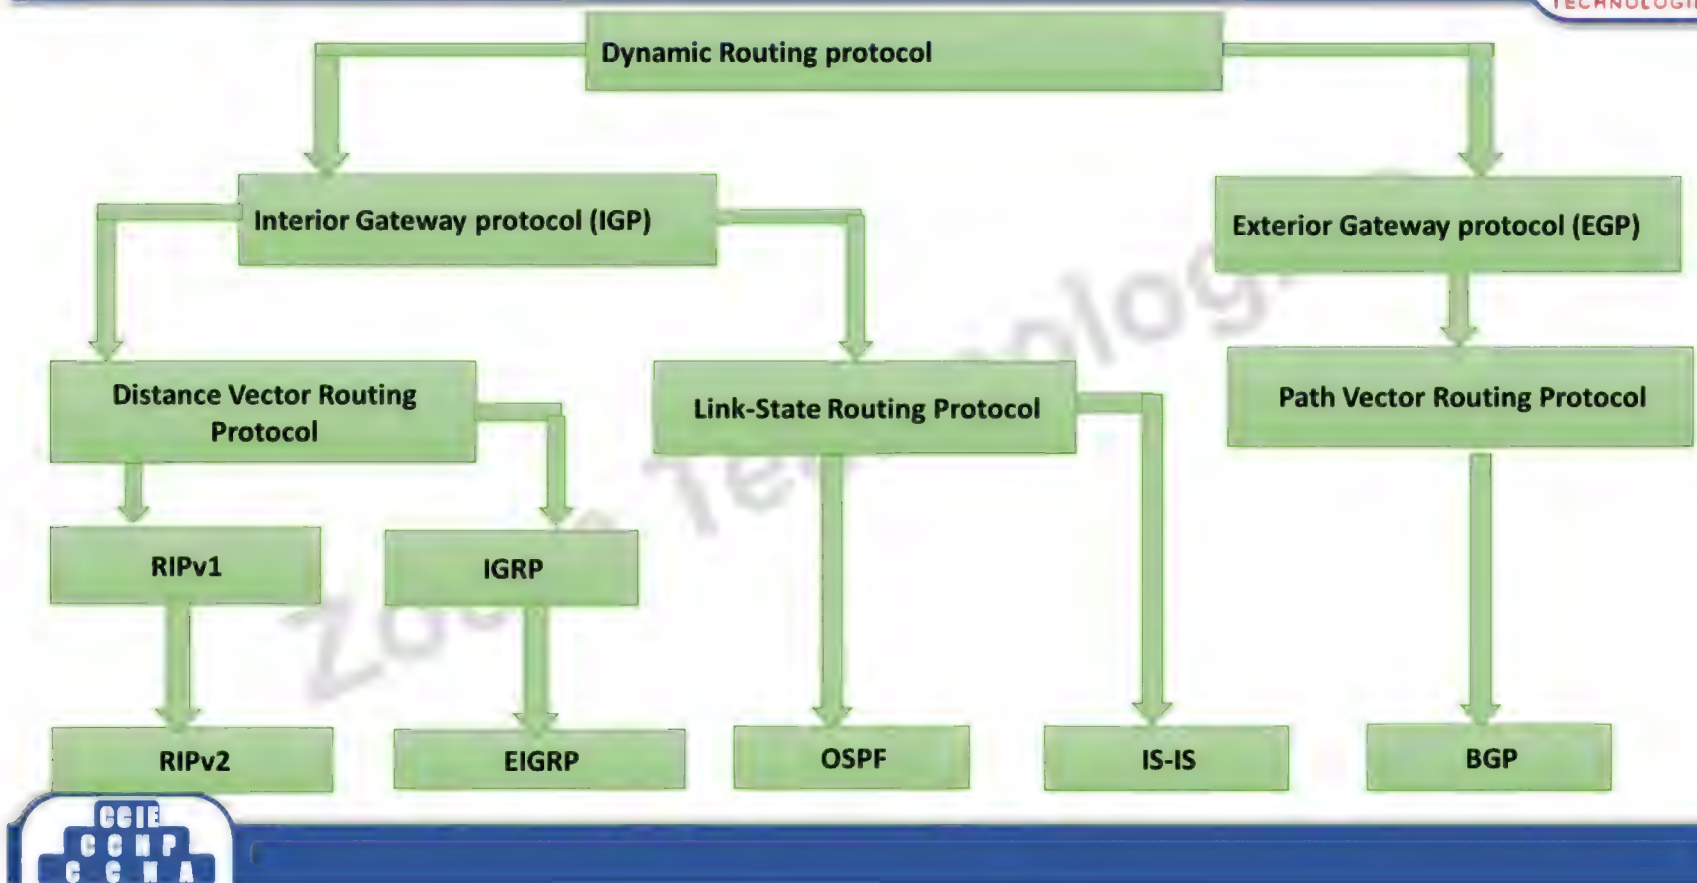 TECHNOLOGIE
Dynamic Routing protocol
Interior Gateway protocol (IGP)
Exterior Gateway protocol (EGP)
Distance Vector Routing
Protocol
Link-State Routing Protocol
Path Vector Routing Protocol
RIPv1
IGRP
RIPv2
EIGRP
OSPF
IS-IS
BGP
CCIE
CCNP
CCNA